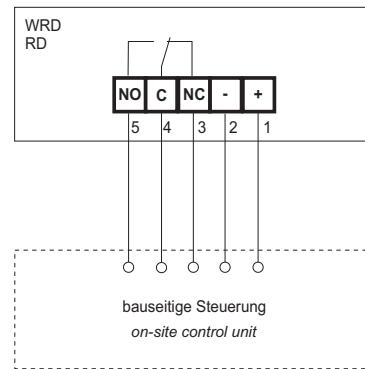 WRD
RD
NO C NC - +
5 4 3 2 1
bauseitige Steuerung
on-site control unit